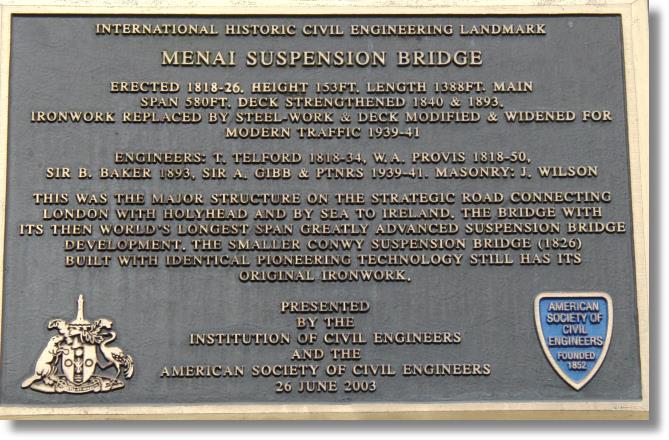 INTERNATIONAL HISTORIC CIVIL ENGINEERING LANDMARK
MENAI SUSPENSION BRIDGE
ERECTED 1818-26. HEIGHT 153FT. LENGTH 1388FT. MAIN
SPAN 580FT. DECK STRENGTHENED 1840 & 1893.
IRONWORK REPLACED BY STEEL-WORK & DECK MODIFIED & WIDENED FOR
MODERN TRAFFIC 1939-41
ENGINEERS: T. TELFORD 1818-34, W.A. PROVIS 1818-50,
SIR B. BAKER 1893, SIR A. GIBB & PTNRS 1939-41. MASONRY: J. WILSON
THIS WAS THE MAJOR STRUCTURE ON THE STRATEGIC ROAD CONNECTING
LONDON WITH HOLYHEAD AND BY SEA TO IRELAND. THE BRIDGE WITH
ITS THEN WORLD'S LONGEST SPAN GREATLY ADVANCED SUSPENSION BRIDGE
DEVELOPMENT. THE SMALLER CONWY SUSPENSION BRIDGE (1826)
BUILT WITH IDENTICAL PIONEERING TECHNOLOGY STILL HAS ITS
ORIGINAL IRONWORK.
PRESENTED
BY THE
INSTITUTION OF CIVIL ENGINEERS
AND THE
AMERICAN SOCIETY OF CIVIL ENGINEERS
26 JUNE 2003
AMERICAN
SOCIETY OF
CIVIL
ENGINEERS
FOUNDED
1852